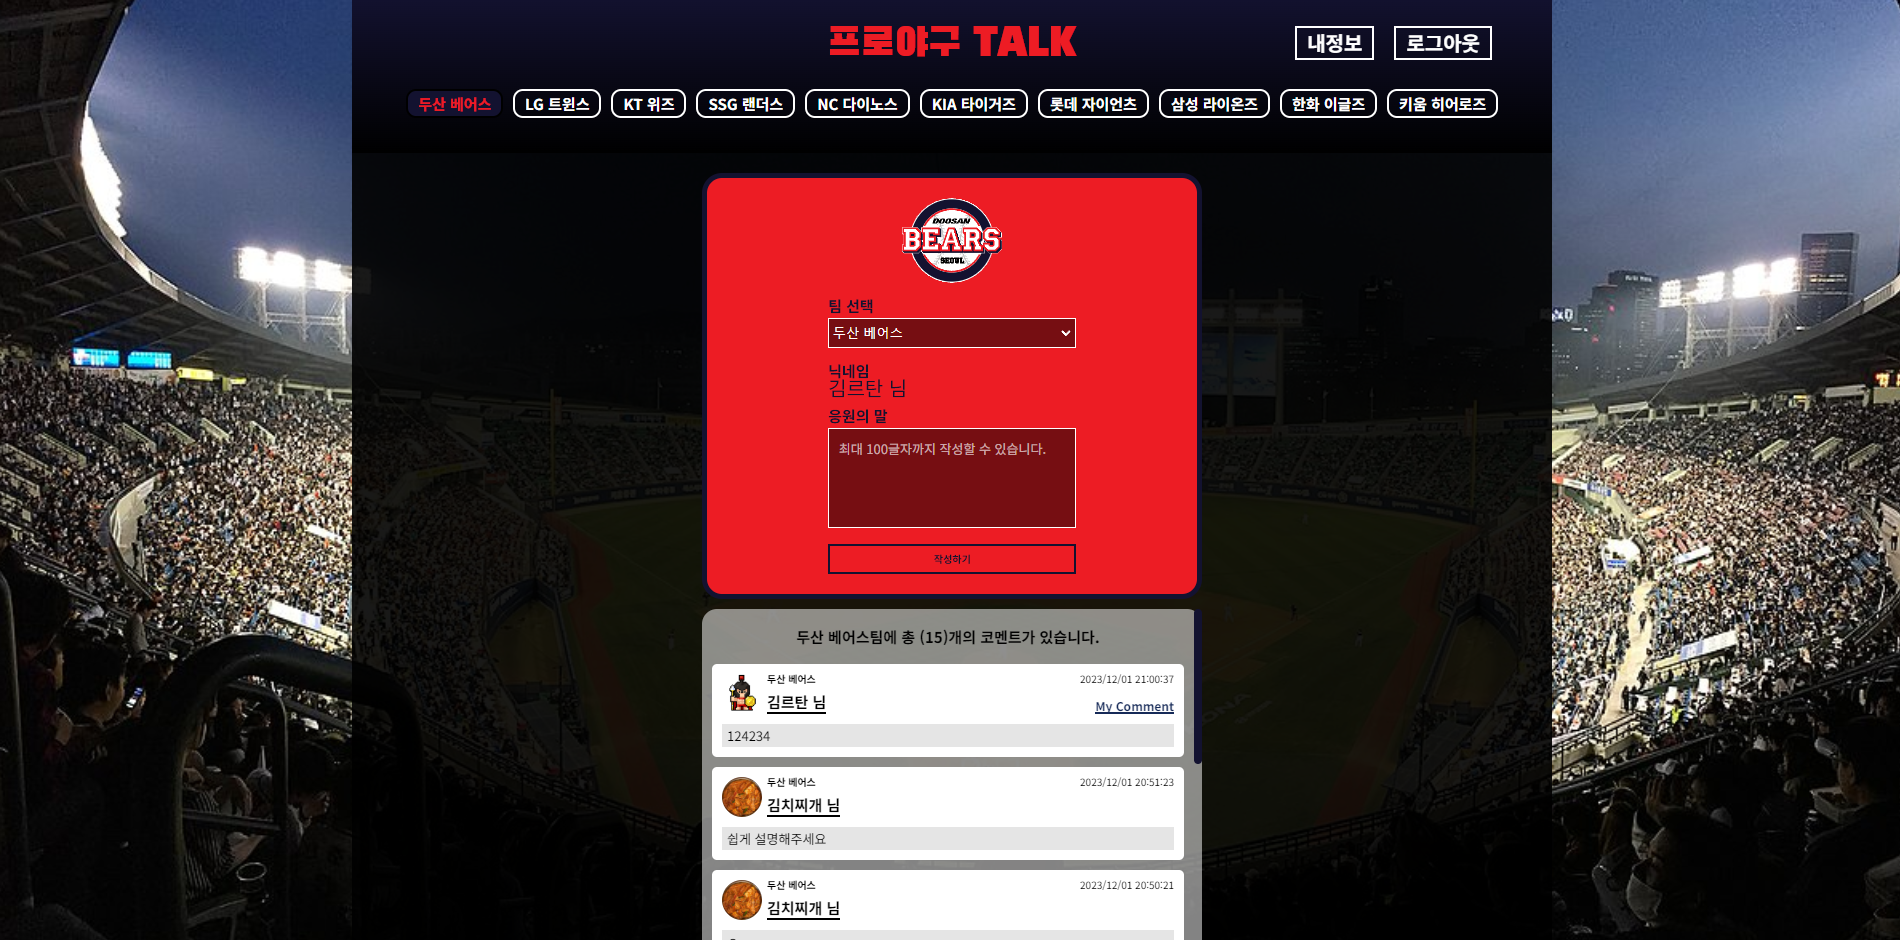 프로야구 TALK
내정보
로그아웃
두산 베어스
LG 트윈스
KT 위즈
SSG 랜더스
NC 다이노스
KIA 타이거즈
롯데 자이언츠
삼성 라이온즈
한화 이글즈
키움 히어로즈
DOOSAN
BEARS
SEOUL
팀 선택
두산 베어스
닉네임
김르탄 님
응원의 말
최대 100글자까지 작성할 수 있습니다.
작성하기
두산 베어스팀에 총 (15)개의 코멘트가 있습니다.
두산 베어스
2023/12/01 21:00:37
김르탄 님
My Comment
124234
두산 베어스
2023/12/01 20:51:23
김치찌개 님
쉽게 설명해주세요
두산 베어스
2023/12/01 20:50:21
김치찌개 님